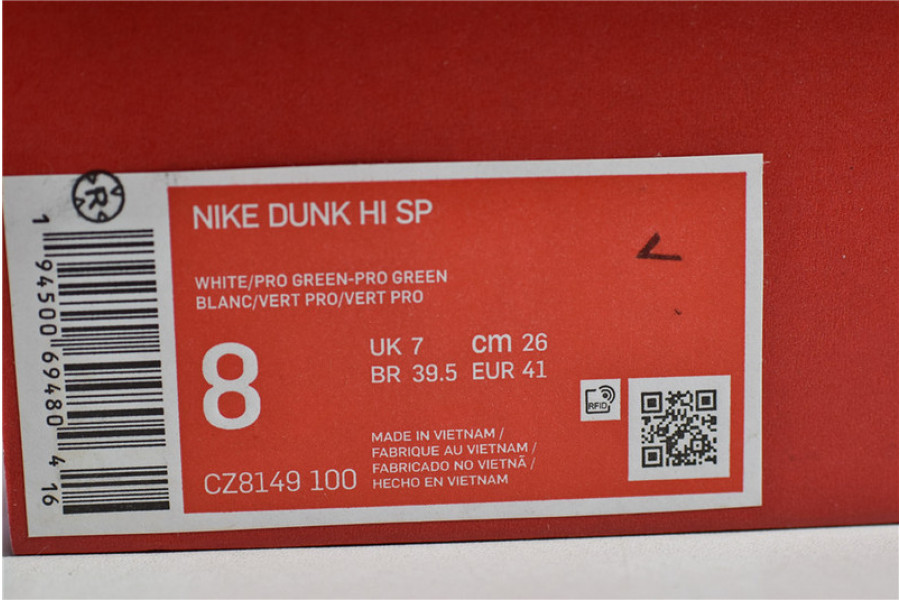 NIKE DUNK HI SP
WHITE/PRO GREEN-PRO GREEN
BLANC/VERT PRO/VERT PRO
8
UK 7 cm 26
BR 39.5 EUR 41
RFID
MADE IN VIETNAM /
FABRIQUE AU VIETNAM /
FABRICADO NO VIETNÃ /
HECHO EN VIETNAM
CZ8149 100
R
1 94500 69480 4 16